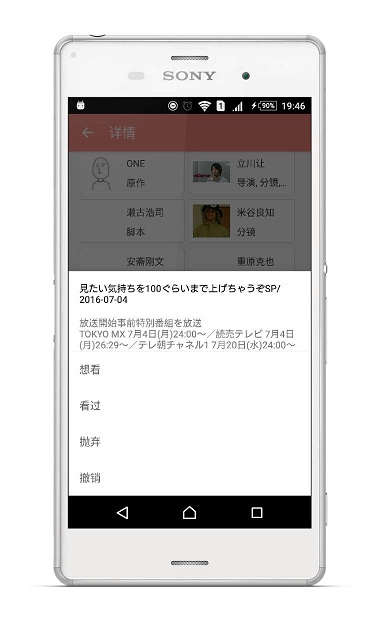 SONY
1 90% 19:46
详情
ONE
原作
立川让
导演, 分镜,...
濑古浩司
脚本
米谷良知
分镜
安斋刚文
重原克也
見たい気持ちを100ぐらいまで上げちゃうぞSP/
2016-07-04
放送開始事前特別番組を放送
TOKYO MX 7月4日(月)24:00～／読売テレビ 7月4日
(月)26:29～／テレ朝チャネル1 7月20日(水)24:00～
想看
看过
抛弃
撤销